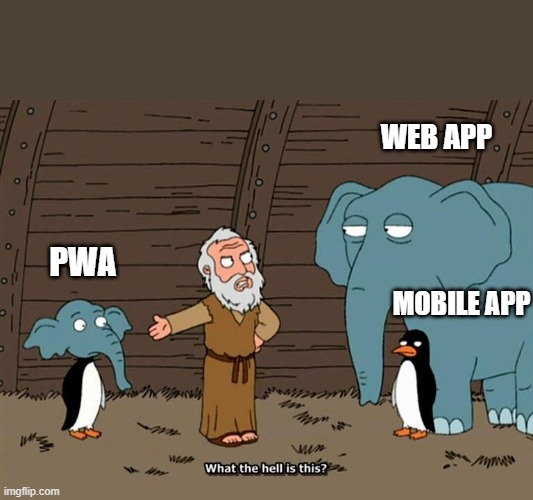 WEB APP
PWA
MOBILE APP
What the hell is this?
imgflip.com